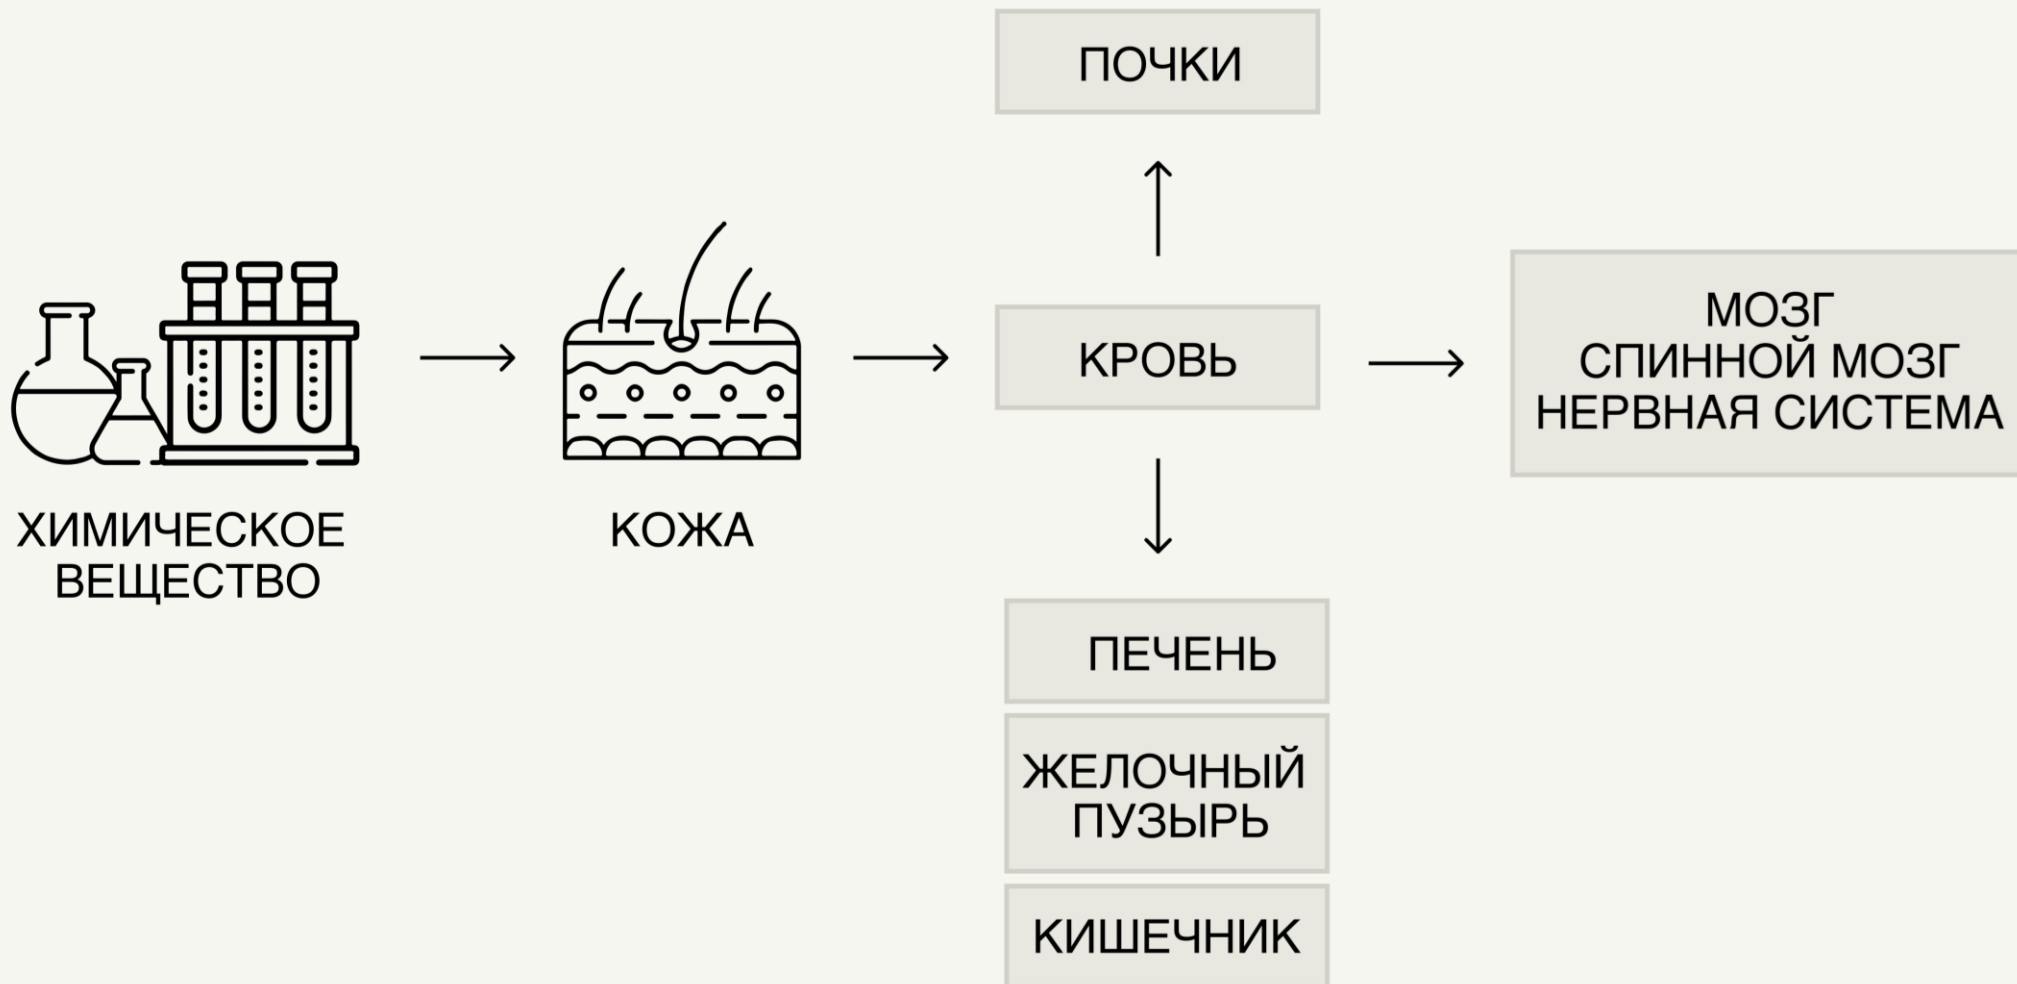 ПОЧКИ
ХИМИЧЕСКОЕ
ВЕЩЕСТВО
КОЖА
КРОВЬ
МОЗГ
СПИННОЙ МОЗГ
НЕРВНАЯ СИСТЕМА
ПЕЧЕНЬ
ЖЕЛОЧНЫЙ
ПУЗЫРЬ
КИШЕЧНИК